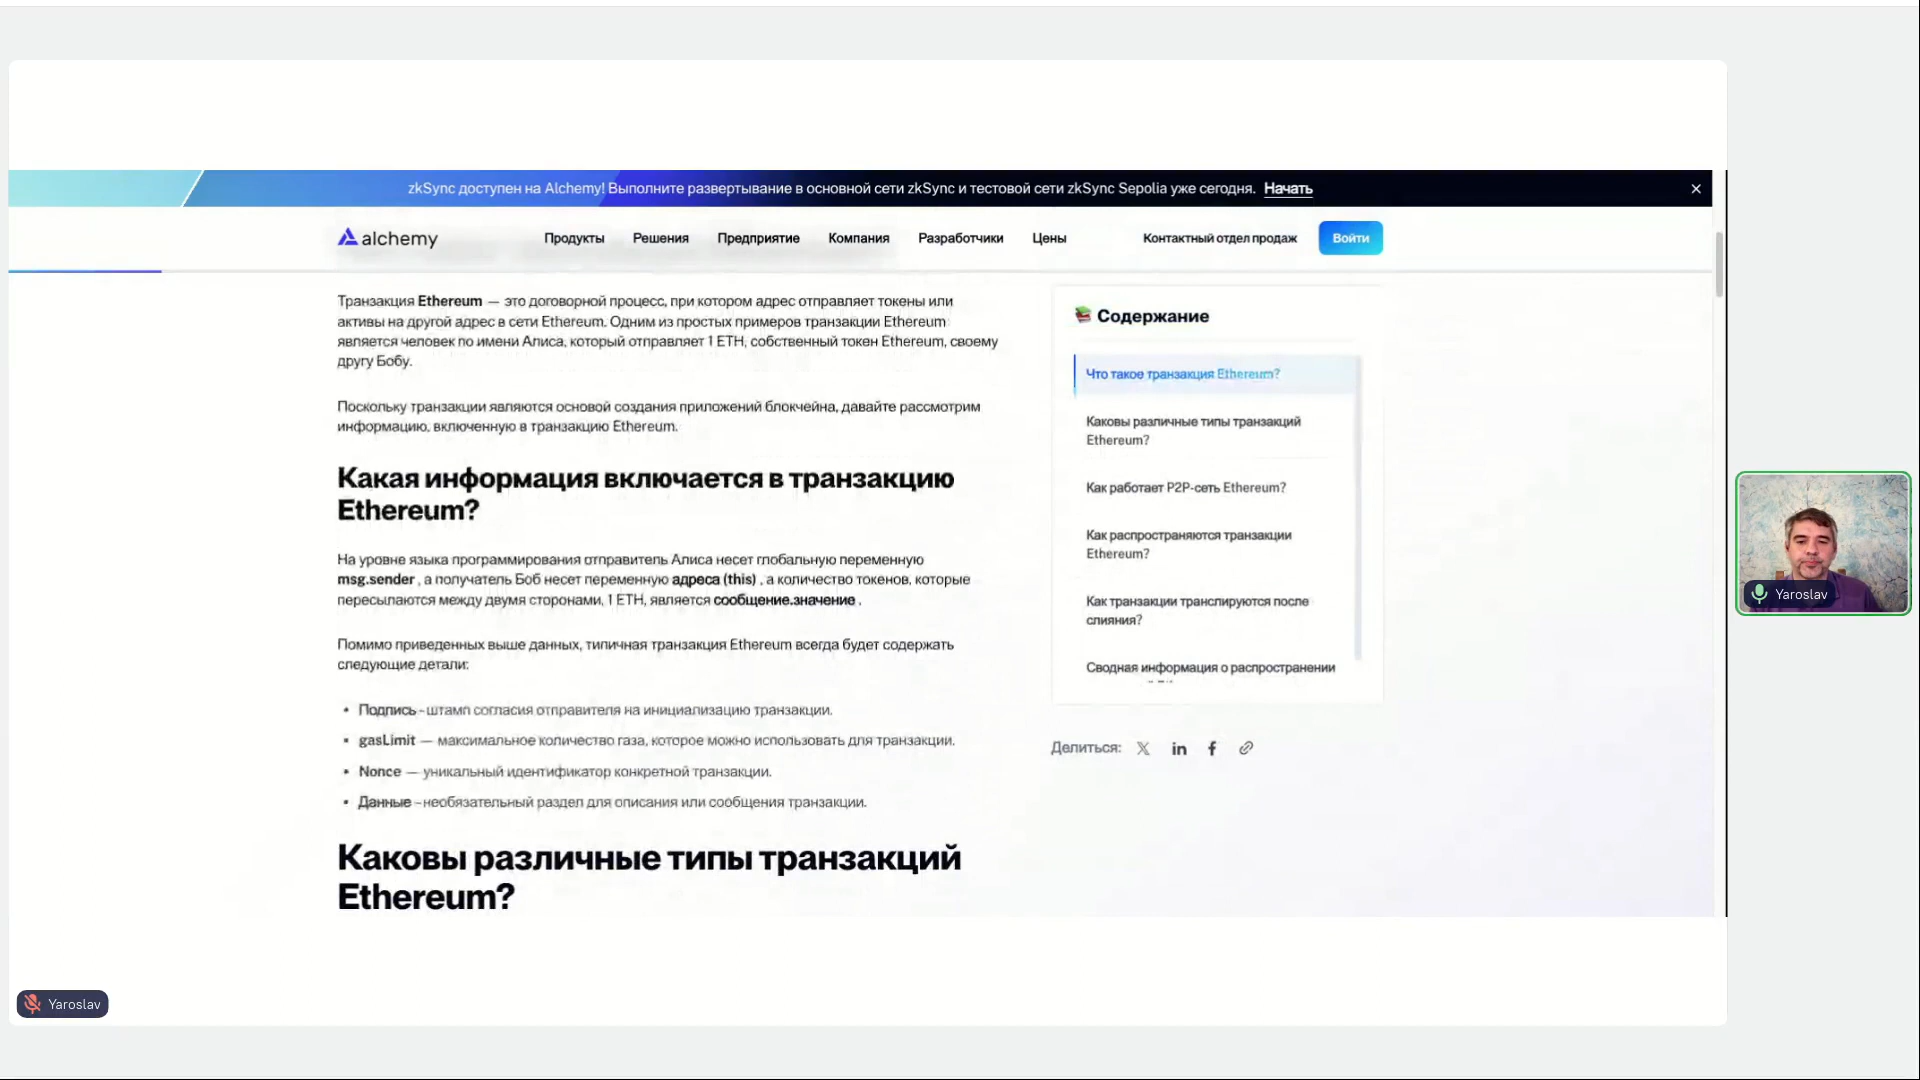 zkSync доступен на Alchemy! Выполните развертывание в основной сети zkSync и тестовой сети zkSync Sepolia уже сегодня. Начать
alchemy Продукты Решения Предприятие Компания Разработчики Цены Контактный отдел продаж Войти
Транзакция Ethereum — это договорной процесс, при котором адрес отправляет токены или
активы на другой адрес в сети Ethereum. Одним из простых примеров транзакции Ethereum
является человек по имени Алиса, который отправляет 1 ETH, собственный токен Ethereum, своему
другу Бобу.
Поскольку транзакции являются основой создания приложений блокчейна, давайте рассмотрим
информацию, включенную в транзакцию Ethereum.
Какая информация включается в транзакцию
Ethereum?
На уровне языка программирования отправитель Алиса несет глобальную переменную
msg.sender , а получатель Боб несет переменную адреса (this) , а количество токенов, которые
пересылаются между двумя сторонами, 1 ETH, является сообщение.значение .
Помимо приведенных выше данных, типичная транзакция Ethereum всегда будет содержать
следующие детали:
• Подпись - штамп согласия отправителя на инициализацию транзакции.
• gasLimit — максимальное количество газа, которое можно использовать для транзакции.
• Nonce — уникальный идентификатор конкретной транзакции.
• Данные - необязательный раздел для описания или сообщения транзакции.
Каковы различные типы транзакций
Ethereum?
Содержание
Что такое транзакция Ethereum?
Каковы различные типы транзакций
Ethereum?
Как работает P2P-сеть Ethereum?
Как распространяются транзакции
Ethereum?
Как транзакции транслируются после
слияния?
Сводная информация о распространении
Делиться:
Yaroslav
Yaroslav